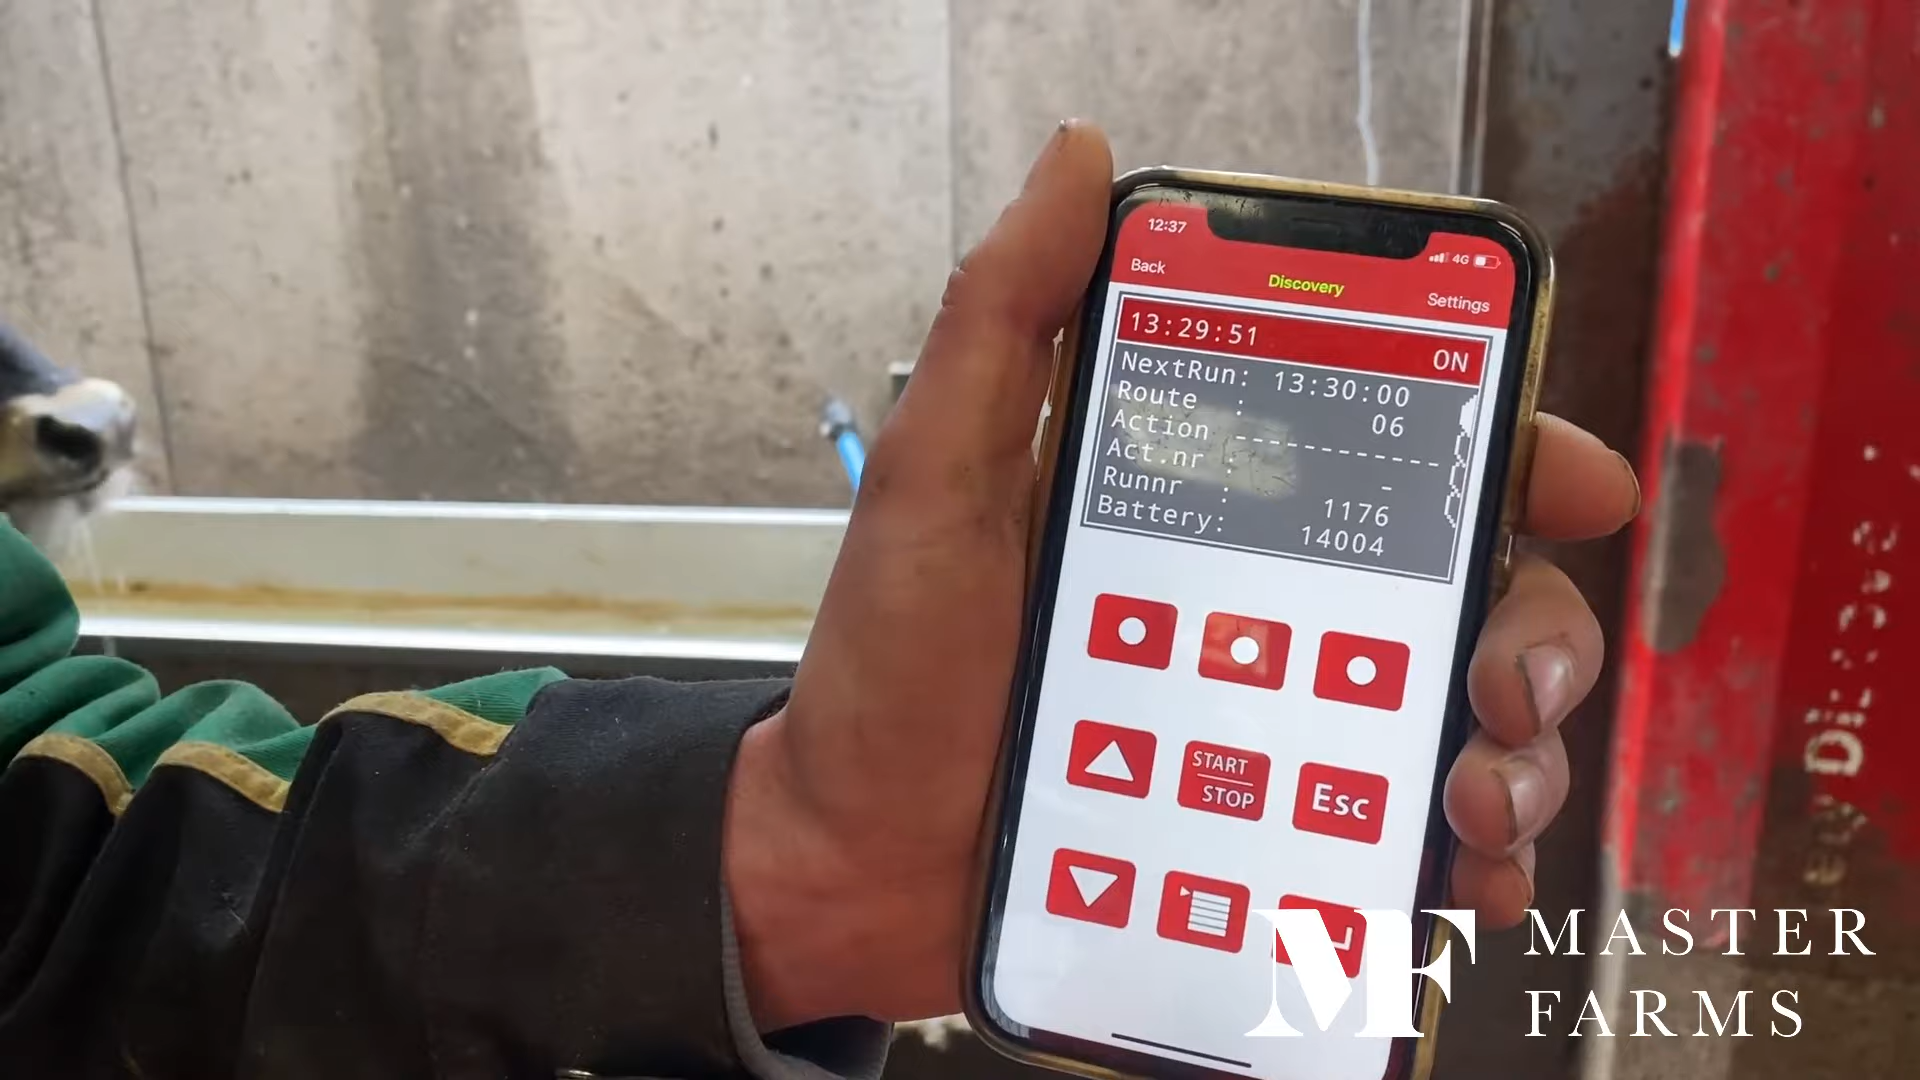 12:37
4G
Back
Discovery
Settings
13:29:51 ON
NextRun: 13:30:00
Route : 06
Action ------------
Act.nr : -
Runnr : 1176
Battery: 14004
START
STOP
Esc
MF MASTER
FARMS